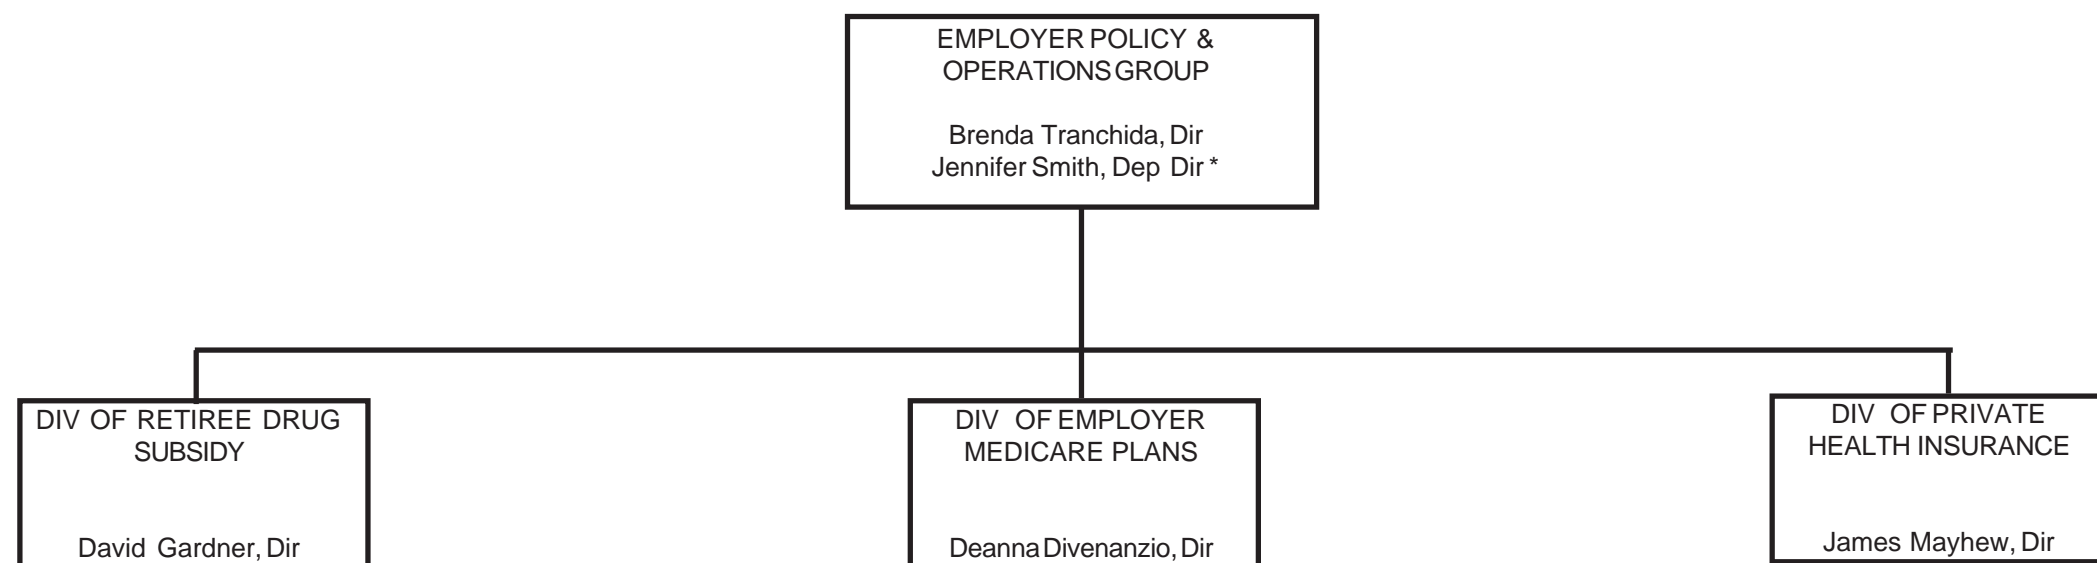 EMPLOYER POLICY &
OPERATIONS GROUP
Brenda Tranchida, Dir
Jennifer Smith, Dep Dir *
DIV OF RETIREE DRUG
SUBSIDY
David Gardner, Dir
DIV OF EMPLOYER
MEDICARE PLANS
Deanna Divenanzio, Dir
DIV OF PRIVATE
HEALTH INSURANCE
James Mayhew, Dir